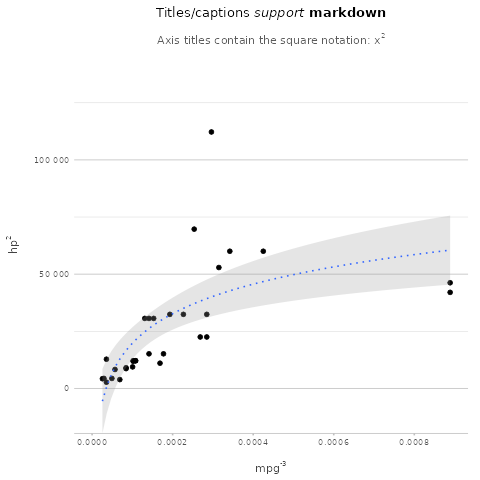 Titles/captions support markdown
Axis titles contain the square notation: x²
100 000
50 000
0
hp²
0.0000 0.0002 0.0004 0.0006 0.0008
mpg⁻³